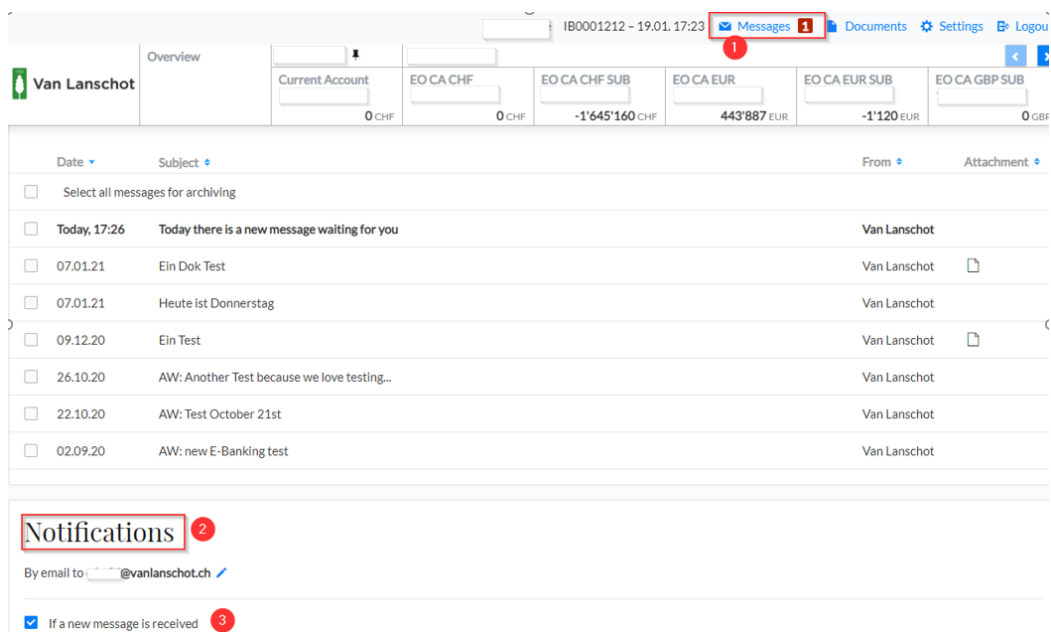 IB0001212 – 19.01. 17:23 Messages 1 Documents Settings Logou
1
Van Lanschot
Overview
Current Account
0 CHF
EO CA CHF
0 CHF
EO CA CHF SUB
-1'645'160 CHF
EO CA EUR
443'887 EUR
EO CA EUR SUB
-1'120 EUR
EO CA GBP SUB
0 GBP
Date Subject From Attachment
Select all messages for archiving
Today, 17:26 Today there is a new message waiting for you Van Lanschot
07.01.21 Ein Dok Test Van Lanschot
07.01.21 Heute ist Donnerstag Van Lanschot
09.12.20 Ein Test Van Lanschot
26.10.20 AW: Another Test because we love testing... Van Lanschot
22.10.20 AW: Test October 21st Van Lanschot
02.09.20 AW: new E-Banking test Van Lanschot
Notifications 2
By email to @vanlanschot.ch
If a new message is received 3